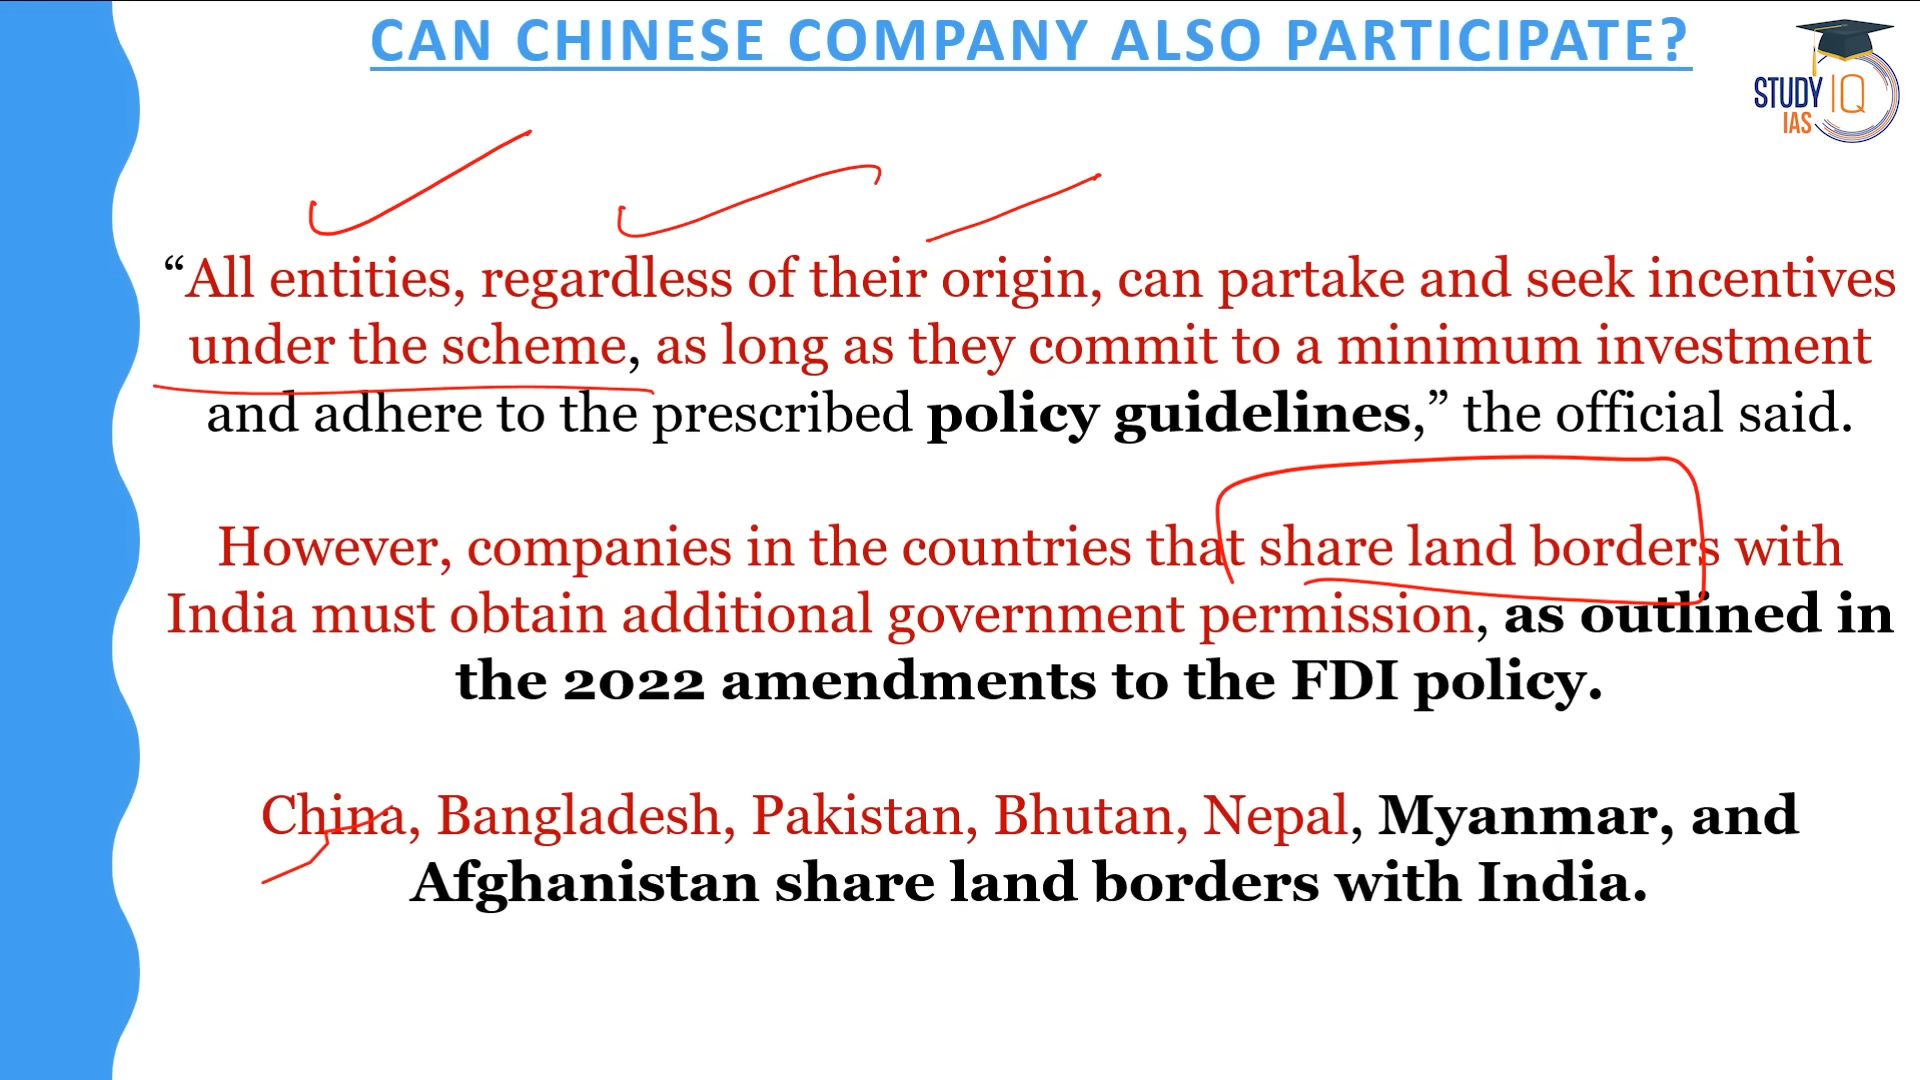 CAN CHINESE COMPANY ALSO PARTICIPATE?
STUDY IQ
IAS
“All entities, regardless of their origin, can partake and seek incentives
under the scheme, as long as they commit to a minimum investment
and adhere to the prescribed policy guidelines,” the official said.
However, companies in the countries that share land borders with
India must obtain additional government permission, as outlined in
the 2022 amendments to the FDI policy.
China, Bangladesh, Pakistan, Bhutan, Nepal, Myanmar, and
Afghanistan share land borders with India.